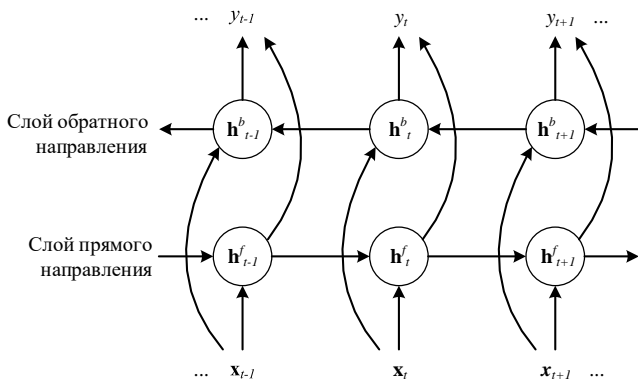 ... y_{t-1} y_t y_{t+1} ...
Слой обратного
направления
h^b_{t-1} h^b_t h^b_{t+1}
Слой прямого
направления
h^f_{t-1} h^f_t h^f_{t+1}
... x_{t-1} x_t x_{t+1} ...